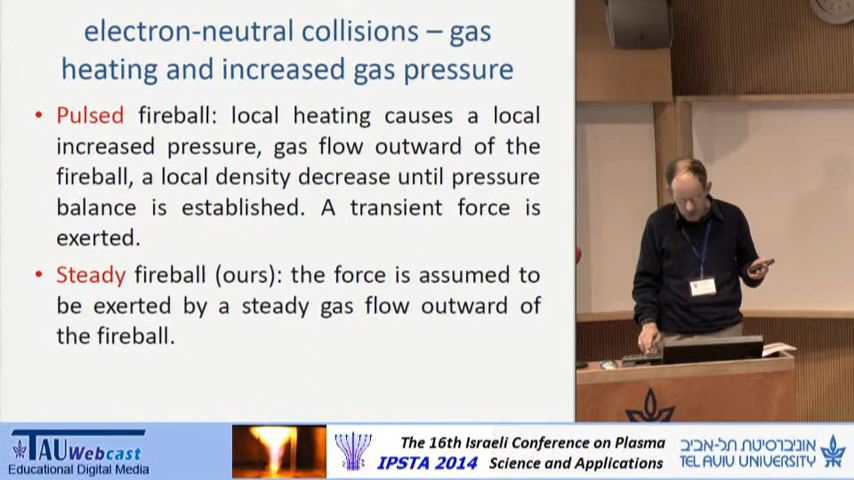 electron-neutral collisions – gas
heating and increased gas pressure
• Pulsed fireball: local heating causes a local
increased pressure, gas flow outward of the
fireball, a local density decrease until pressure
balance is established. A transient force is
exerted.
• Steady fireball (ours): the force is assumed to
be exerted by a steady gas flow outward of
the fireball.
TAU Webcast
Educational Digital Media
The 16th Israeli Conference on Plasma
IPSTA 2014 Science and Applications
אוניברסיטת תל-אביב
TEL AVIV UNIVERSITY